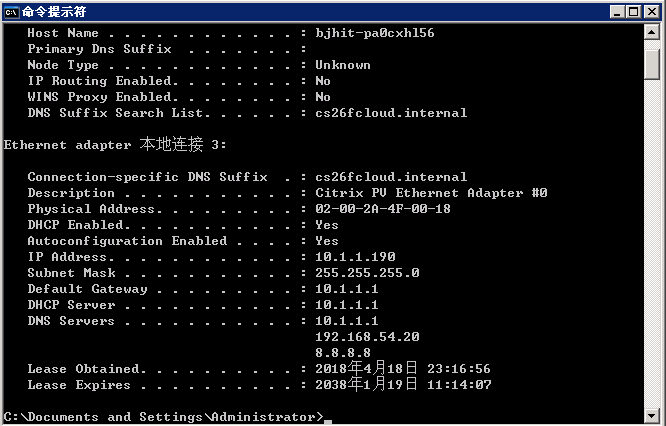 命令提示符
Host Name . . . . . . . . . . . . : bjhit-pa0cxhl56
Primary Dns Suffix  . . . . . . . :
Node Type . . . . . . . . . . . . : Unknown
IP Routing Enabled. . . . . . . . : No
WINS Proxy Enabled. . . . . . . . : No
DNS Suffix Search List. . . . . . : cs26fcloud.internal
Ethernet adapter 本地连接 3:
Connection-specific DNS Suffix  . : cs26fcloud.internal
Description . . . . . . . . . . . : Citrix PV Ethernet Adapter #0
Physical Address. . . . . . . . . : 02-00-2A-4F-00-18
DHCP Enabled. . . . . . . . . . . : Yes
Autoconfiguration Enabled . . . . : Yes
IP Address. . . . . . . . . . . . : 10.1.1.190
Subnet Mask . . . . . . . . . . . : 255.255.255.0
Default Gateway . . . . . . . . . : 10.1.1.1
DHCP Server . . . . . . . . . . . : 10.1.1.1
DNS Servers . . . . . . . . . . . : 10.1.1.1
192.168.54.20
8.8.8.8
Lease Obtained. . . . . . . . . . : 2018年4月18日 23:16:56
Lease Expires . . . . . . . . . . : 2038年1月19日 11:14:07
C:\Documents and Settings\Administrator>